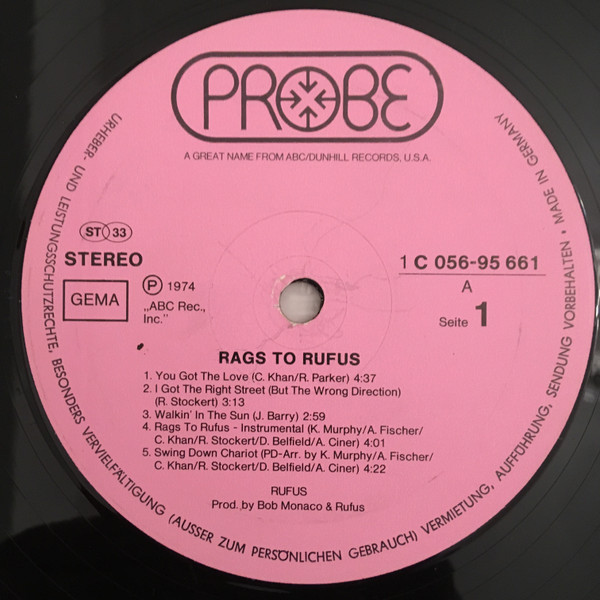 PROBE
A GREAT NAME FROM ABC/DUNHILL RECORDS, U.S.A.
URHEBER- UND LEISTUNGSSCHUTZRECHTE, BESONDERS VERVIELFÄLTIGUNG (AUSSER ZUM PERSÖNLICHEN GEBRAUCH) VERMIETUNG, AUFFÜHRUNG, SENDUNG VORBEHALTEN • MADE IN GERMANY
ST 33
STEREO
GEMA
Ⓟ 1974
„ABC Rec.,
Inc."
1 C 056-95 661
A
Seite 1
RAGS TO RUFUS
1. You Got The Love (C. Khan/R. Parker) 4:37
2. I Got The Right Street (But The Wrong Direction)
(R. Stockert) 3:13
3. Walkin' In The Sun (J. Barry) 2:59
4. Rags To Rufus - Instrumental (K. Murphy/A. Fischer/
C. Khan/R. Stockert/D. Belfield/A. Ciner) 4:01
5. Swing Down Chariot (PD-Arr. by K. Murphy/A. Fischer/
C. Khan/R. Stockert/D. Belfield/A. Ciner) 4:22
RUFUS
Prod. by Bob Monaco & Rufus